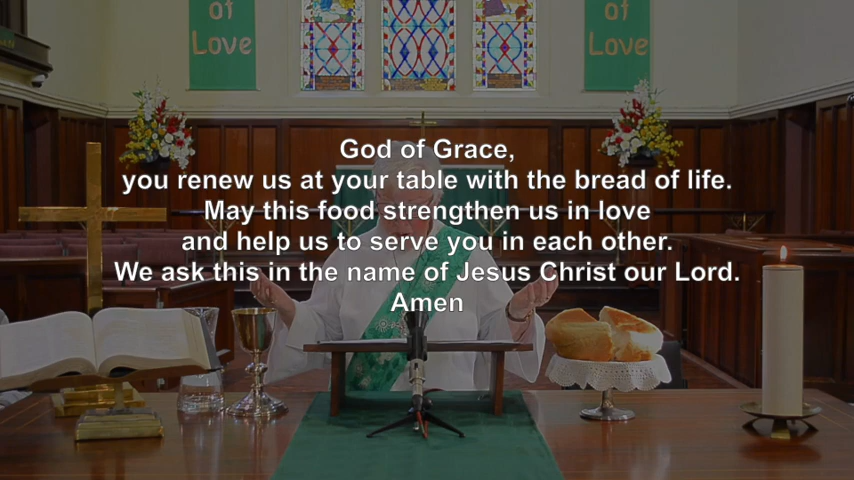 of
Love
of
Love
God of Grace,
you renew us at your table with the bread of life.
May this food strengthen us in love
and help us to serve you in each other.
We ask this in the name of Jesus Christ our Lord.
Amen